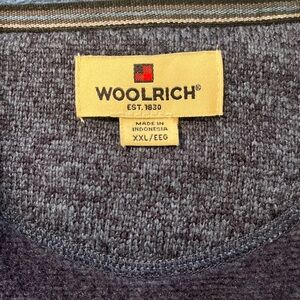 WOOLRICH®
EST. 1830
MADE IN
INDONESIA
XXL/EEG